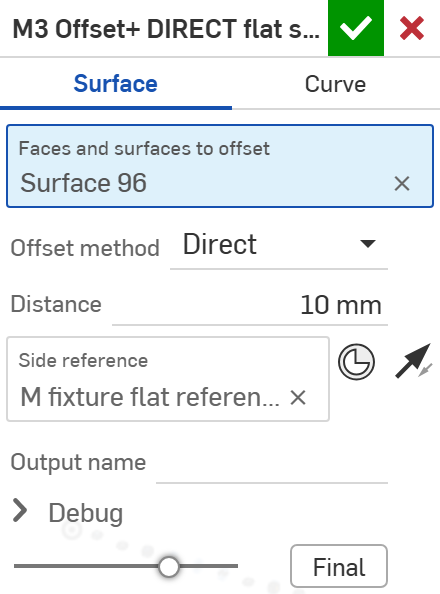 M3 Offset+ DIRECT flat s...
Surface Curve
Faces and surfaces to offset
Surface 96
Offset method Direct
Distance 10 mm
Side reference
M fixture flat referen...
Output name
Debug
Final